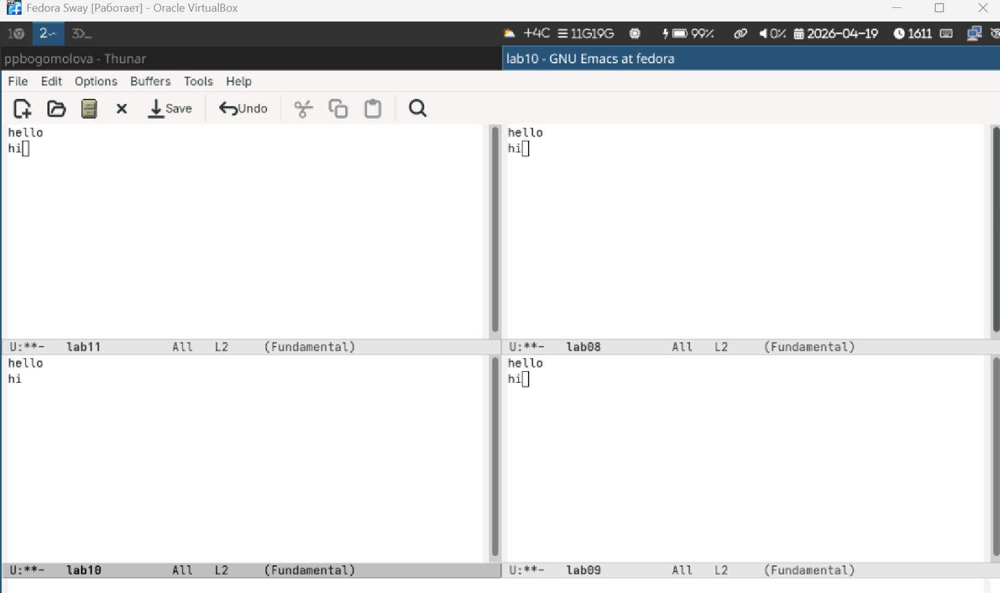 Fedora Sway [Работает] - Oracle VirtualBox
1 2 3 +4C 11G19G 99% 0% 2026-04-19 1611
ppbogomolova - Thunar
lab10 - GNU Emacs at fedora
File Edit Options Buffers Tools Help
Save Undo
hello
hi
U:**- lab11 All L2 (Fundamental)
hello
hi
U:**- lab08 All L2 (Fundamental)
hello
hi
U:**- lab10 All L2 (Fundamental)
hello
hi
U:**- lab09 All L2 (Fundamental)